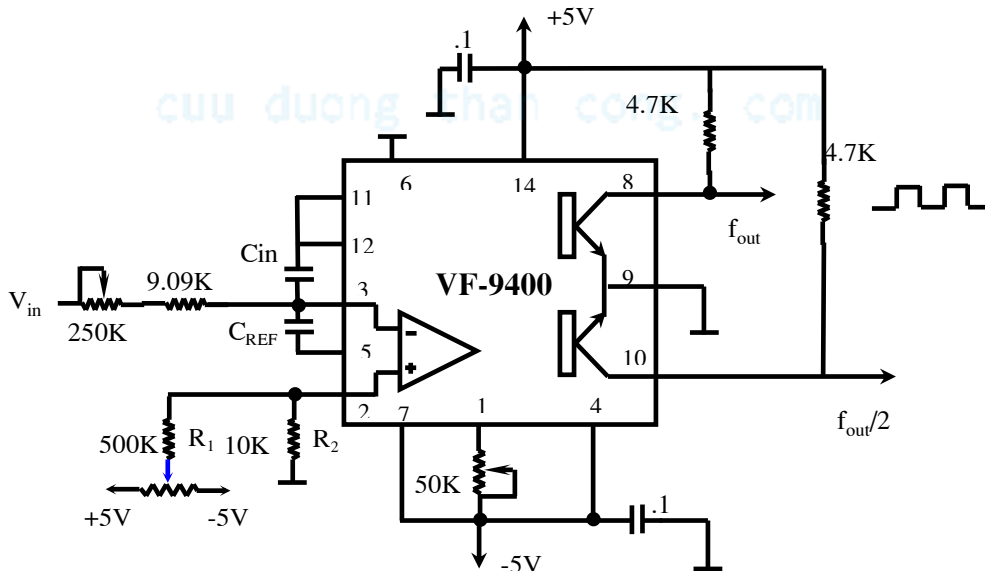 +5V
.1
cuu duong than cong. com
4.7K
4.7K
6
14
8
11
12
Cin
f_out
9.09K
3
VF-9400
9
V_in
250K
C_REF
5
10
2
7
1
4
f_out/2
500K
R_1
10K
R_2
50K
+5V
-5V
.1
-5V